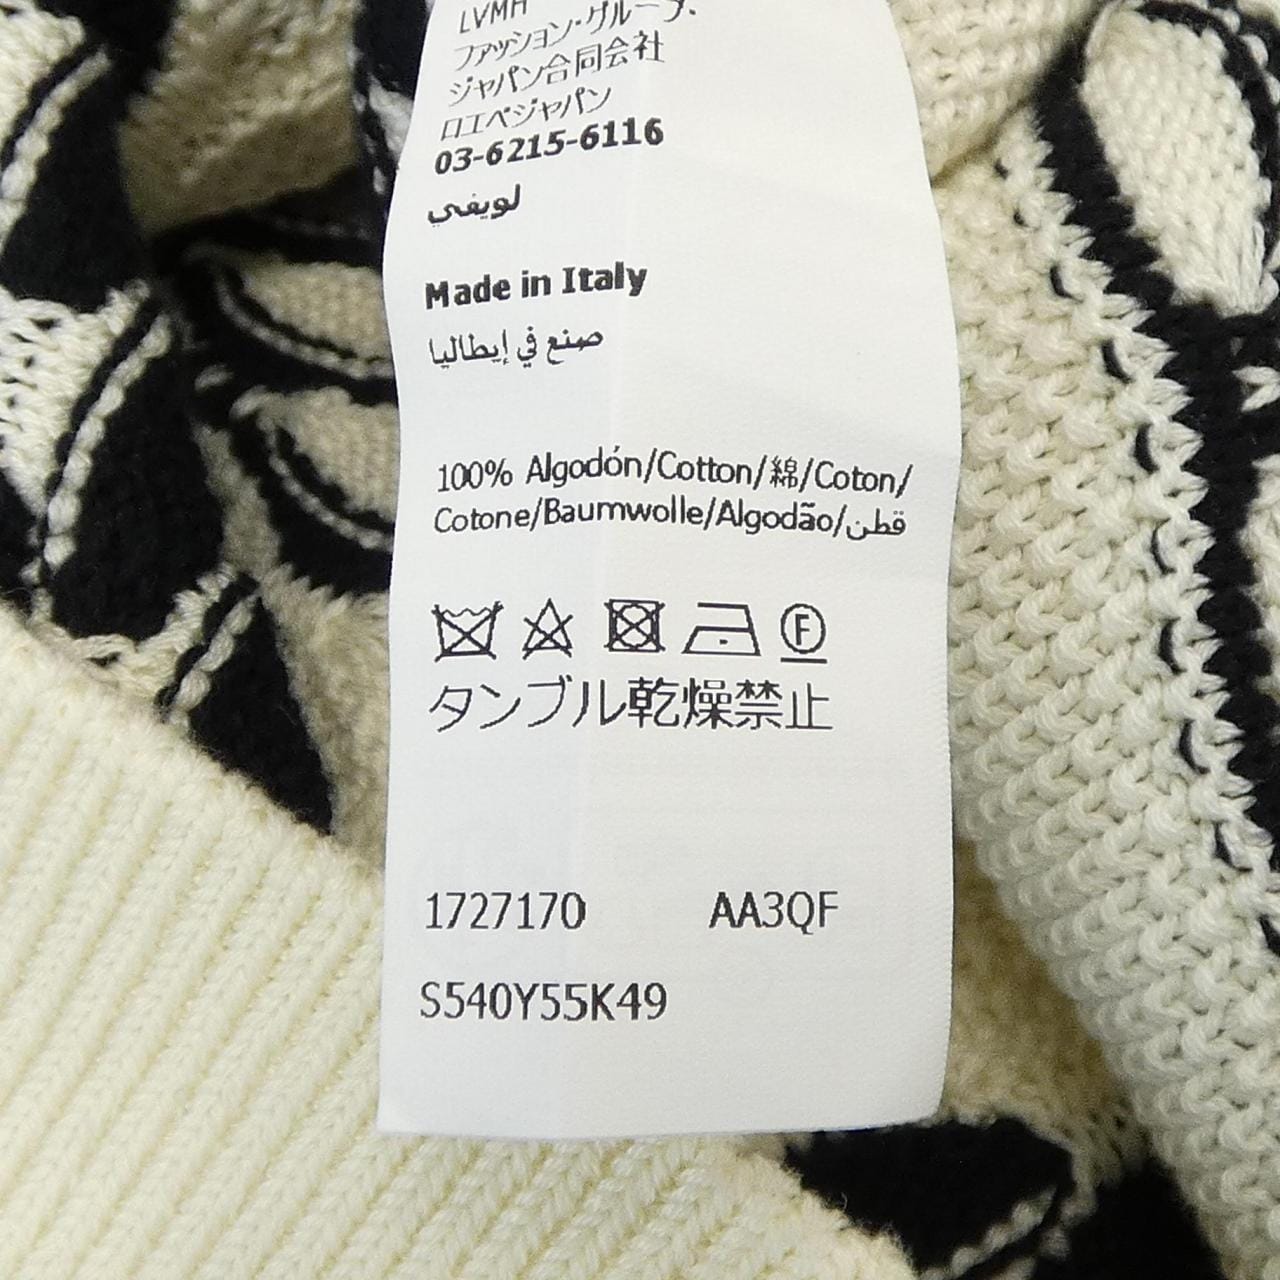 LVMH
ファッション・グループ・
ジャパン合同会社
ロエベジャパン
03-6215-6116
لويفي
Made in Italy
صنع في إيطاليا
100% Algodón/Cotton/綿/Coton/
Cotone/Baumwolle/Algodão/قطن
F
タンブル乾燥禁止
1727170 AA3QF
S540Y55K49